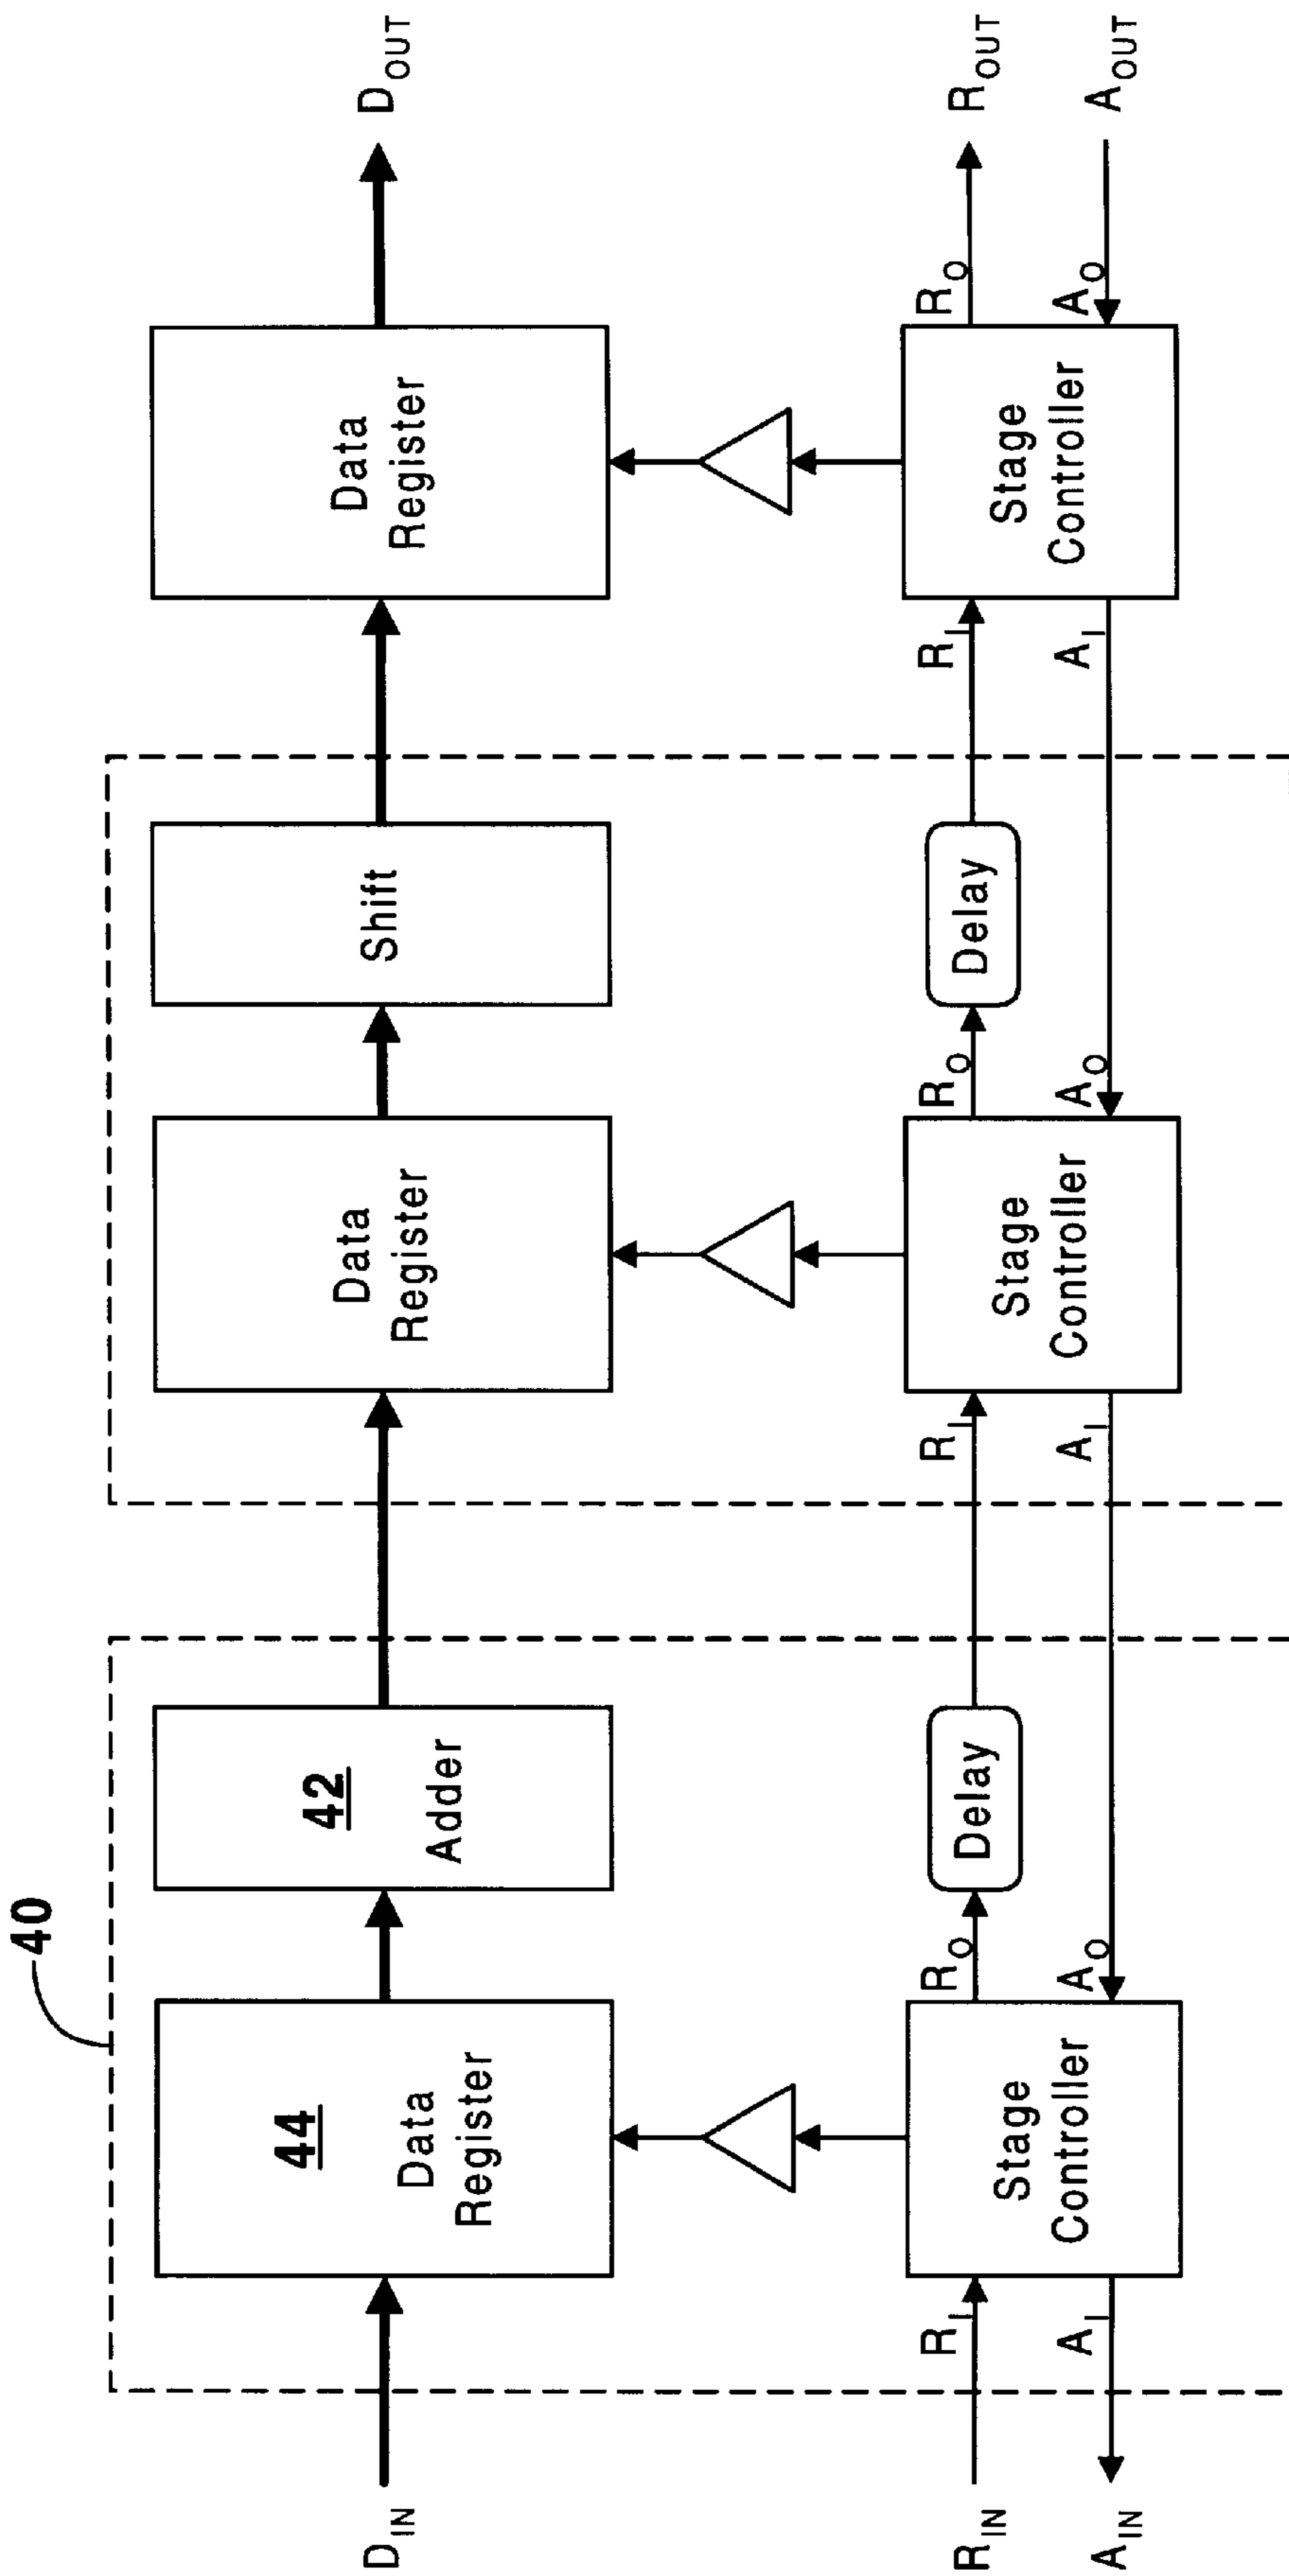 40
D_IN
44
Data
Register
42
Adder
Data
Register
Shift
Data
Register
D_OUT
R_IN
R_I
Stage
Controller
R_O
Delay
R_I
Stage
Controller
R_O
Delay
R_I
Stage
Controller
R_O
R_OUT
A_IN
A_I
A_O
A_I
A_O
A_I
A_O
A_OUT